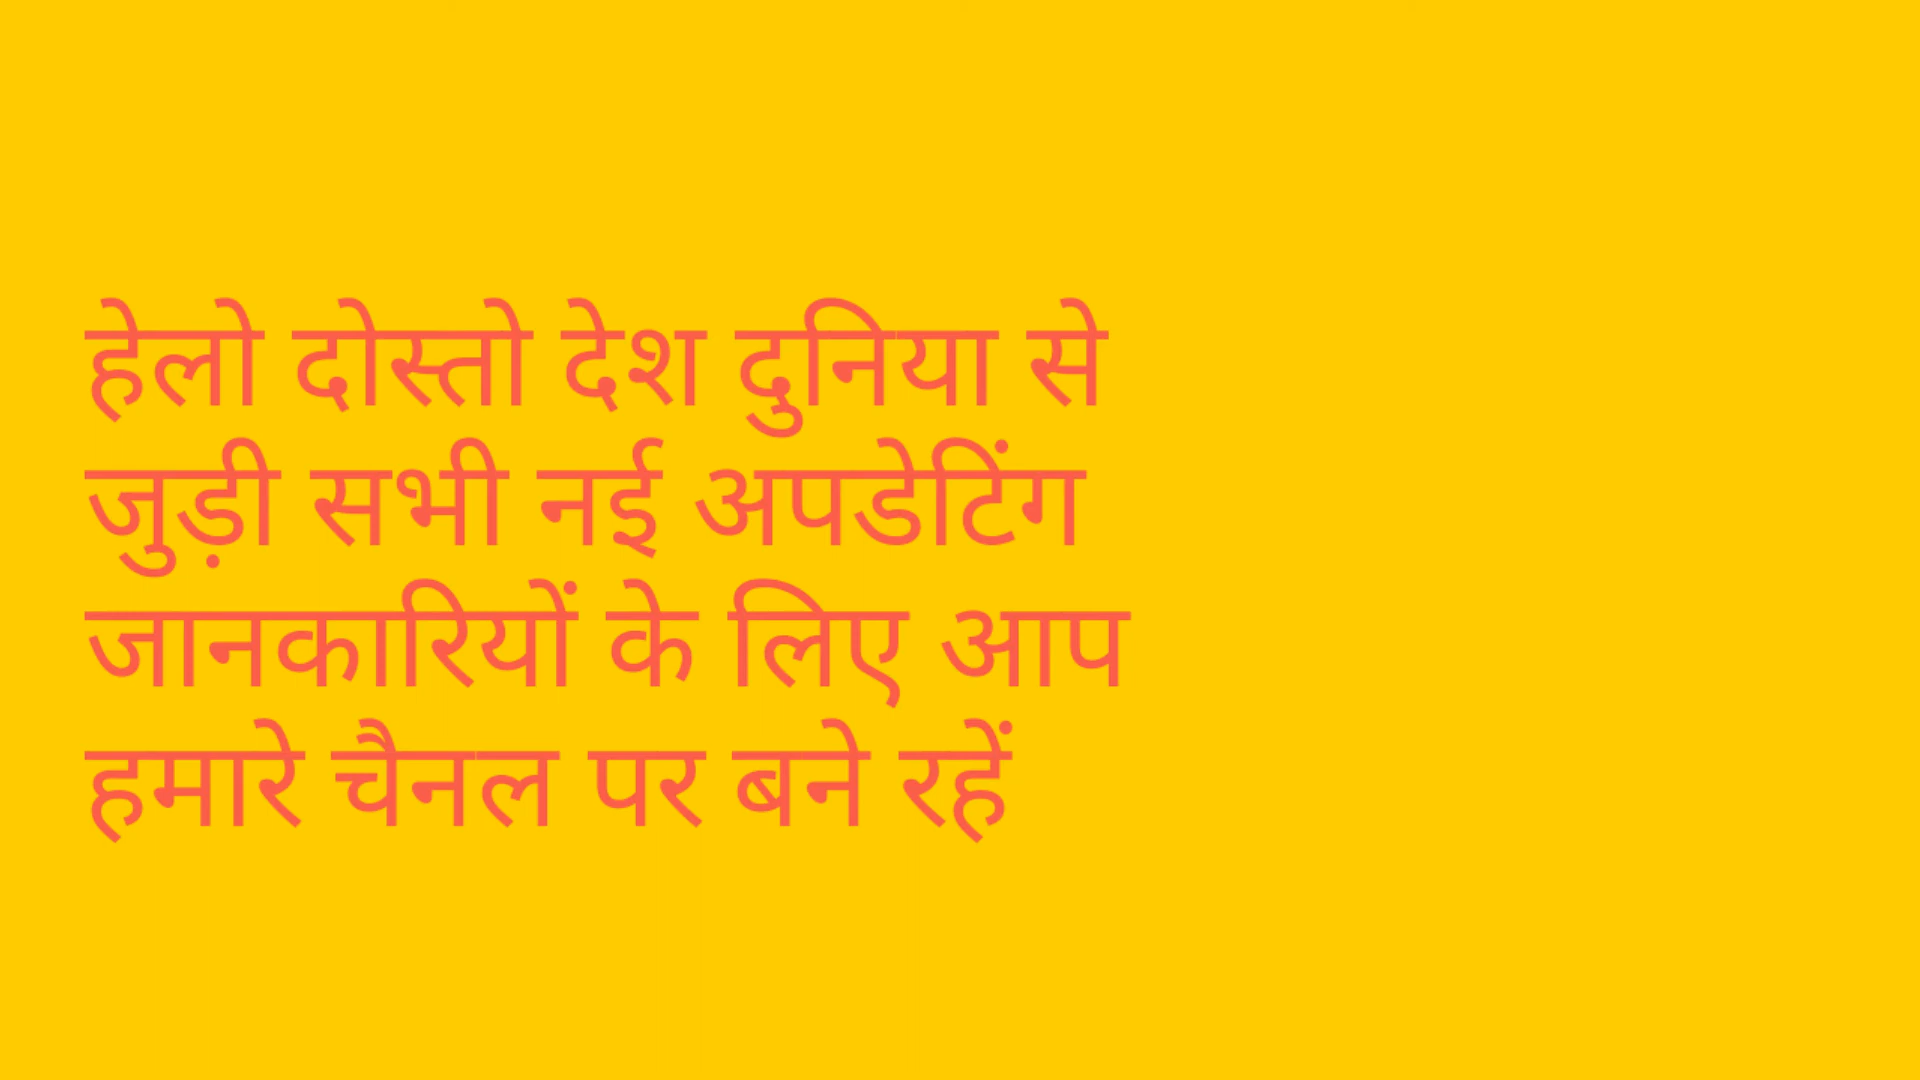 हेलो दोस्तो देश दुनिया से
जुड़ी सभी नई अपडेटिंग
जानकारियों के लिए आप
हमारे चैनल पर बने रहें